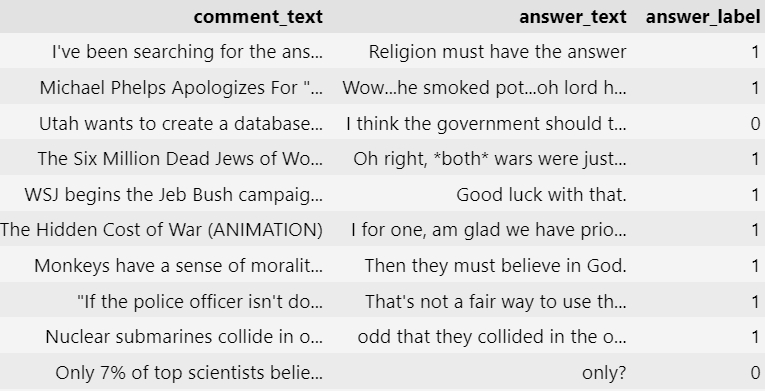 comment_text answer_text answer_label
I've been searching for the ans... Religion must have the answer 1
Michael Phelps Apologizes For "... Wow...he smoked pot...oh lord h... 1
Utah wants to create a database... I think the government should t... 0
The Six Million Dead Jews of Wo... Oh right, *both* wars were just... 1
WSJ begins the Jeb Bush campaig... Good luck with that. 1
The Hidden Cost of War (ANIMATION) I for one, am glad we have prio... 1
Monkeys have a sense of moralit... Then they must believe in God. 1
"If the police officer isn't do... That's not a fair way to use th... 1
Nuclear submarines collide in o... odd that they collided in the o... 1
Only 7% of top scientists belie... only? 0